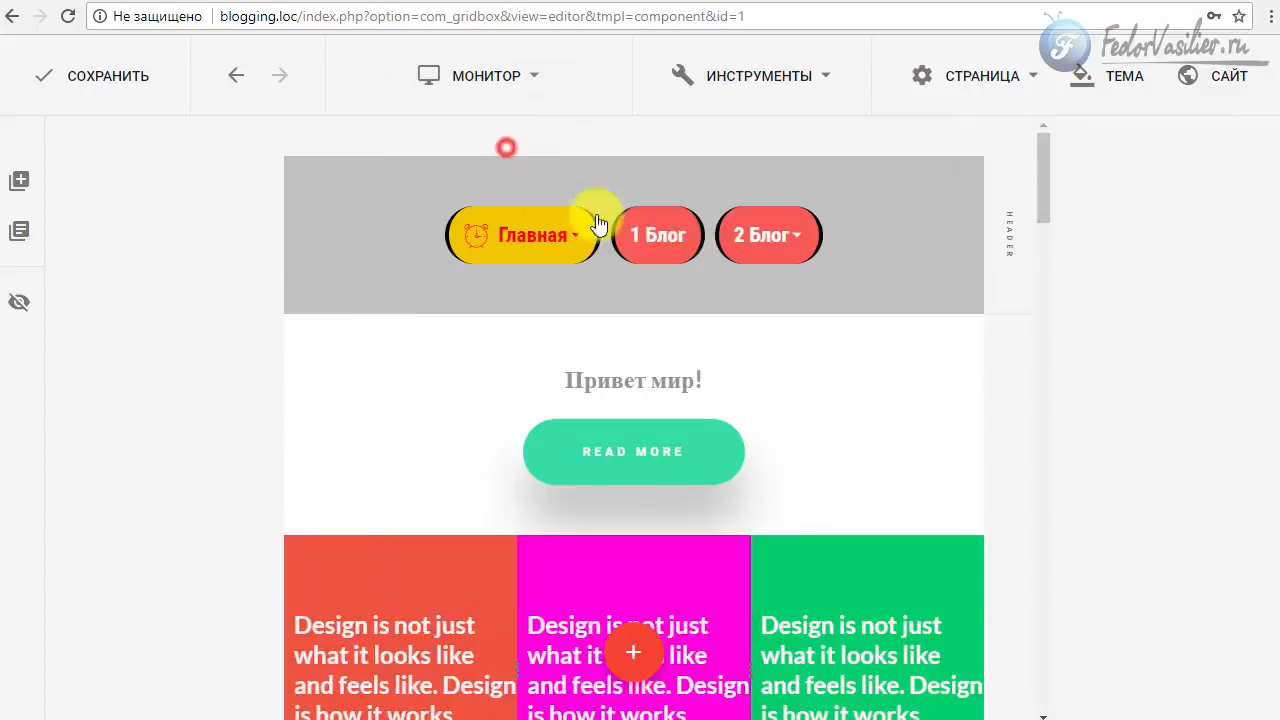 Не защищено
blogging.loc/index.php?option=com_gridbox&view=editor&tmpl=component&id=1
FedorVasilier.ru
СОХРАНИТЬ
МОНИТОР
ИНСТРУМЕНТЫ
СТРАНИЦА
ТЕМА
САЙТ
Главная
1 Блог
2 Блог
HEADER
Привет мир!
READ MORE
Design is not just
what it looks like
and feels like. Design
is how it works
Design is not just
what it like
and feels like. Design
is how it works
Design is not just
what it looks like
and feels like. Design
is how it works